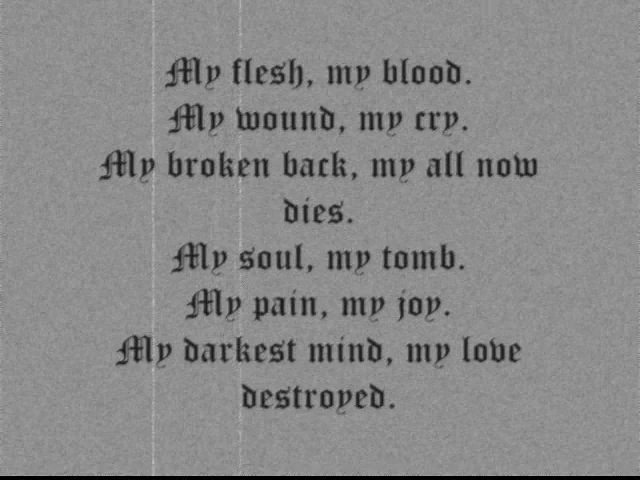 My flesh, my blood.
My wound, my cry.
My broken back, my all now
dies.
My soul, my tomb.
My pain, my joy.
My darkest mind, my love
destroyed.